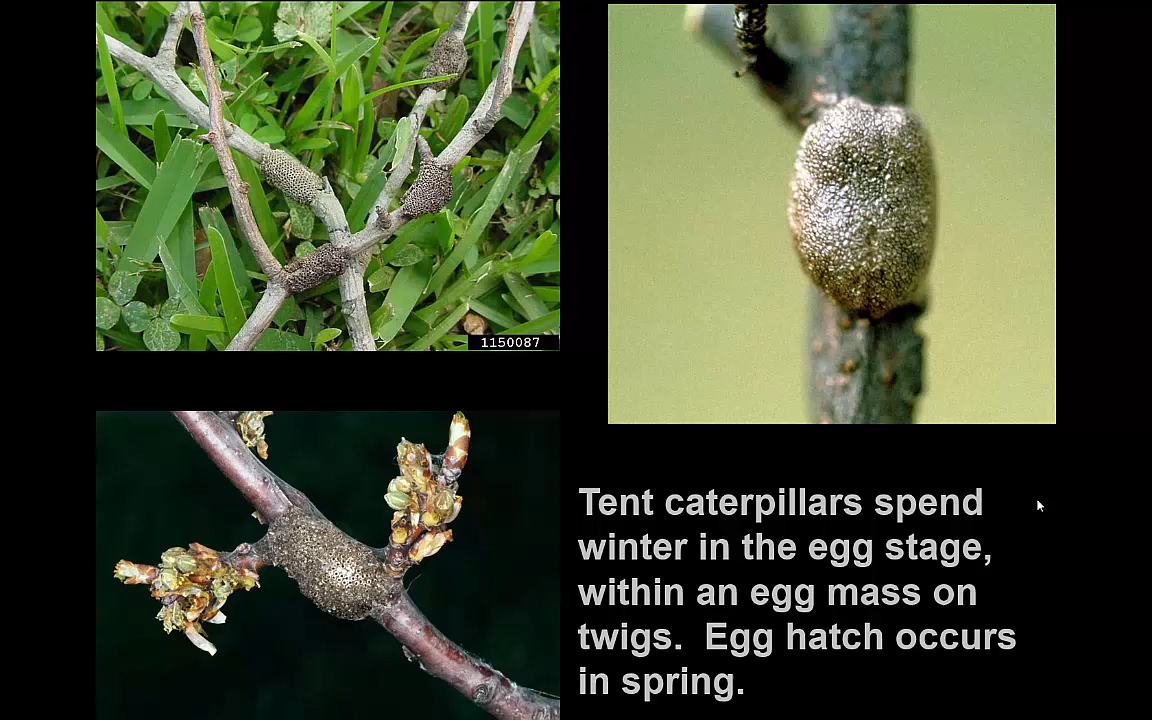 1150087
Tent caterpillars spend
winter in the egg stage,
within an egg mass on
twigs.  Egg hatch occurs
in spring.